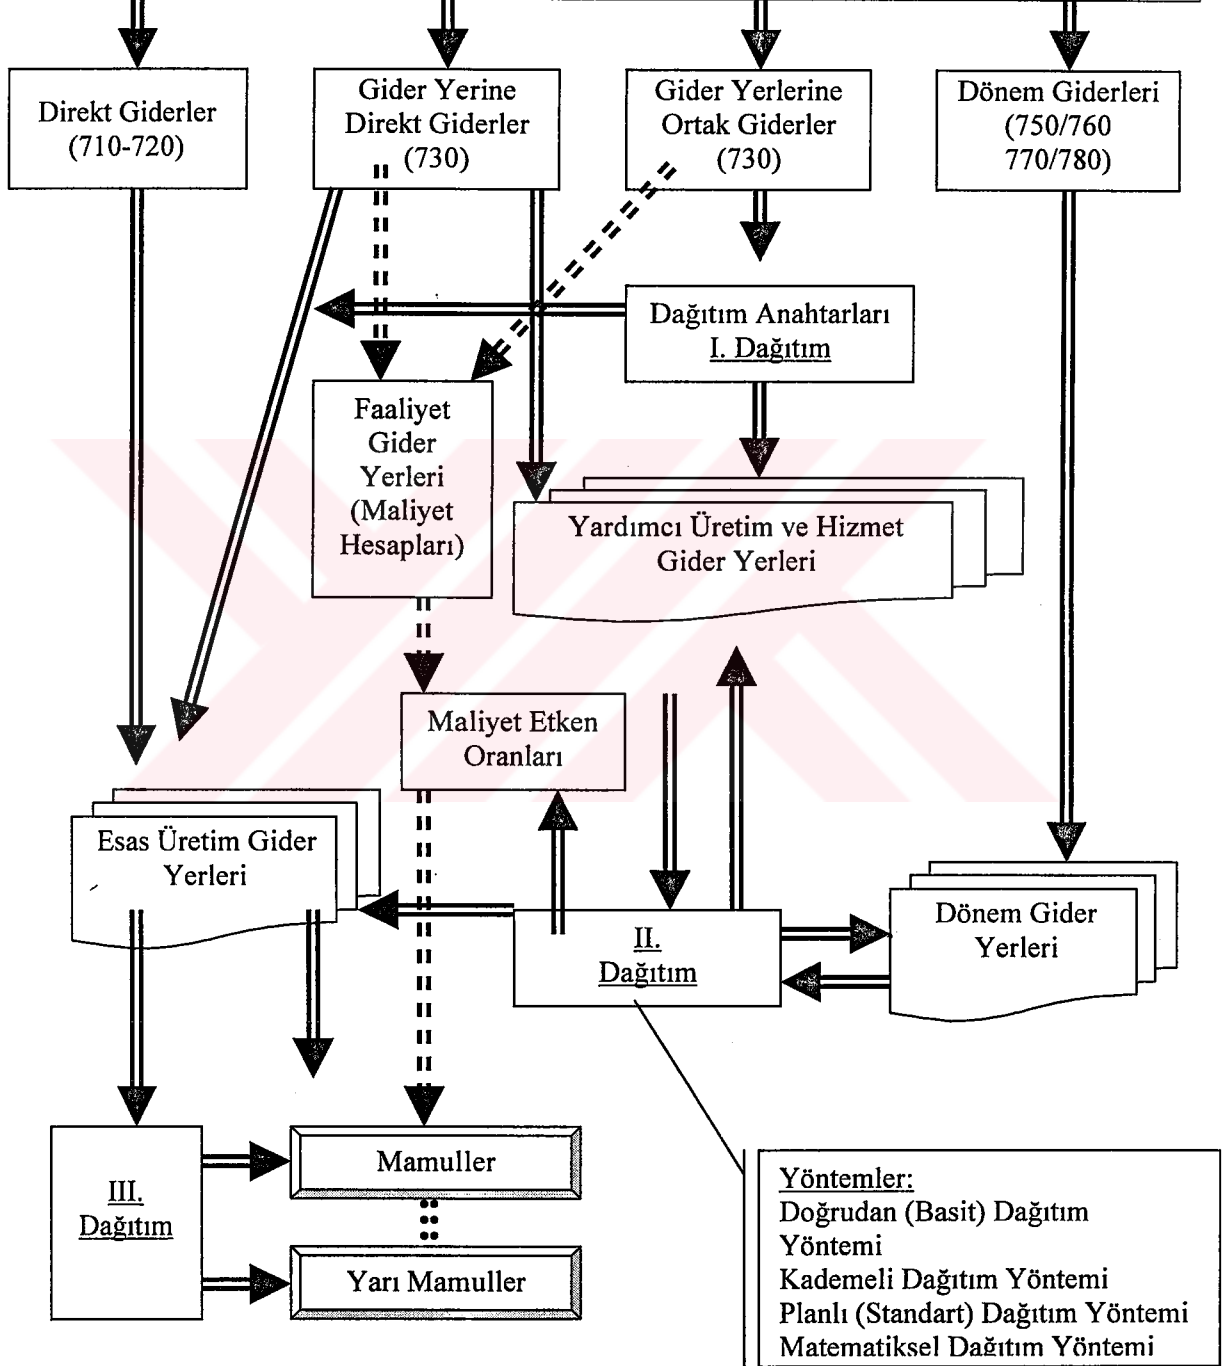 Direkt Giderler
(710-720)
Gider Yerine
Direkt Giderler
(730)
Gider Yerlerine
Ortak Giderler
(730)
Dönem Giderleri
(750/760
770/780)
Dağıtım Anahtarları
I. Dağıtım
Faaliyet
Gider
Yerleri
(Maliyet
Hesapları)
Yardımcı Üretim ve Hizmet
Gider Yerleri
Maliyet Etken
Oranları
Esas Üretim Gider
Yerleri
II.
Dağıtım
Dönem Gider
Yerleri
III.
Dağıtım
Mamuller
Yarı Mamuller
Yöntemler:
Doğrudan (Basit) Dağıtım
Yöntemi
Kademeli Dağıtım Yöntemi
Planlı (Standart) Dağıtım Yöntemi
Matematiksel Dağıtım Yöntemi